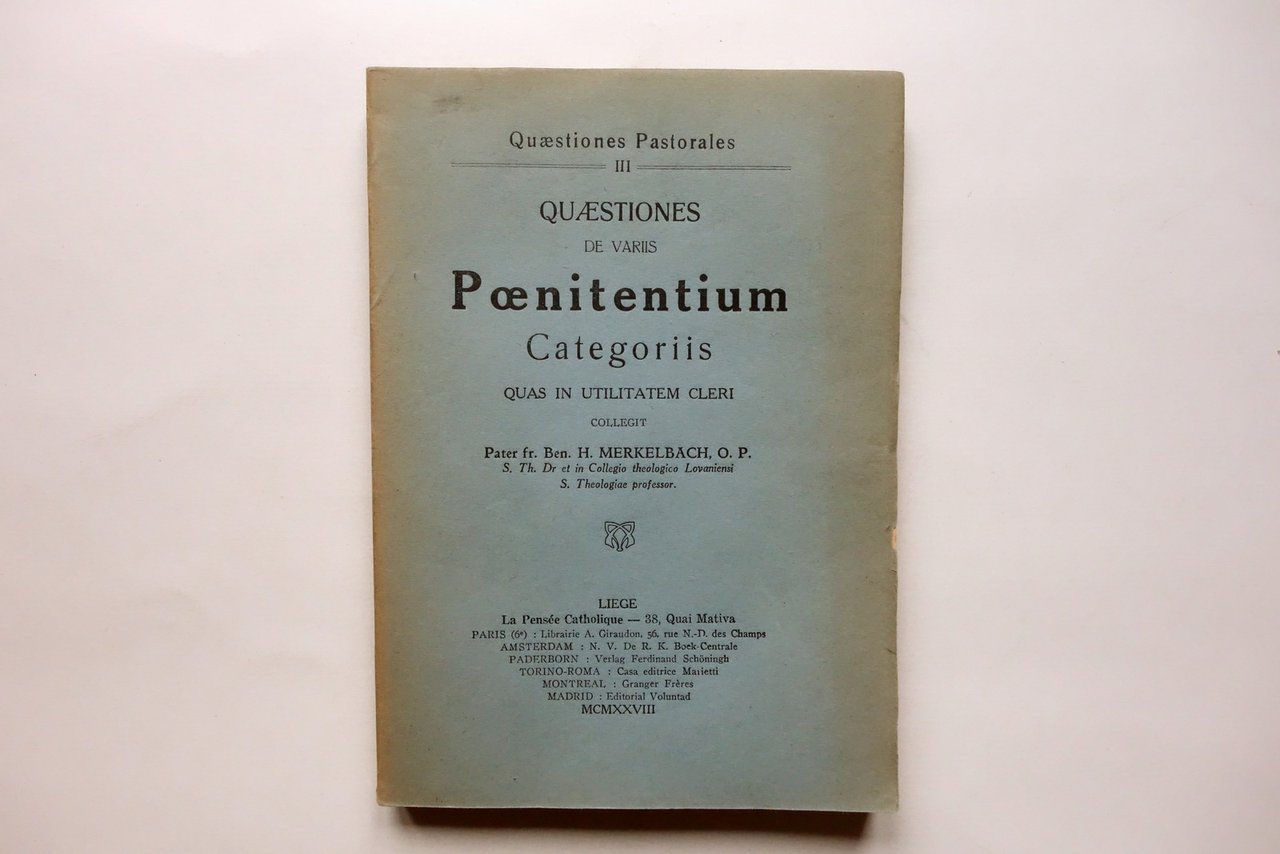 Quæstiones Pastorales
III
QUÆSTIONES
DE VARIIS
Pœnitentium
Categoriis
QUAS IN UTILITATEM CLERI
COLLEGIT
Pater fr. Ben. H. MERKELBACH, O. P.
S. Th. Dr et in Collegio theologico Lovaniensi
S. Theologiae professor.
LIEGE
La Pensée Catholique — 38, Quai Mativa
PARIS (6e) : Librairie A. Giraudon, 56, rue N.-D. des Champs
AMSTERDAM : N. V. De R. K. Boek-Centrale
PADERBORN : Verlag Ferdinand Schöningh
TORINO-ROMA : Casa editrice Marietti
MONTREAL : Granger Frères
MADRID : Editorial Voluntad
MCMXXVIII